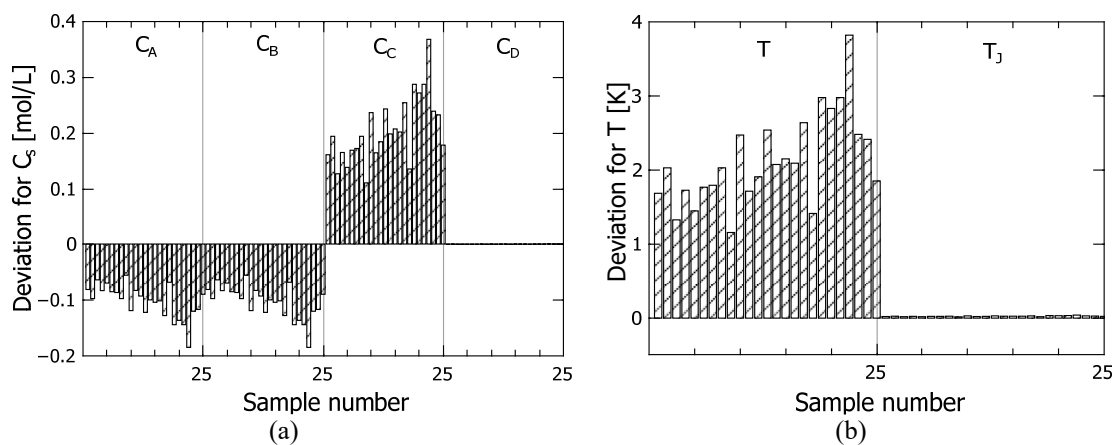 0.4
0.3
0.2
0.1
0
−0.1
−0.2
Deviation for C_s [mol/L]
C_A C_B C_C C_D
25 25 25 25
Sample number
(a)
4
3
2
1
0
Deviation for T [K]
T T_J
25 25
Sample number
(b)